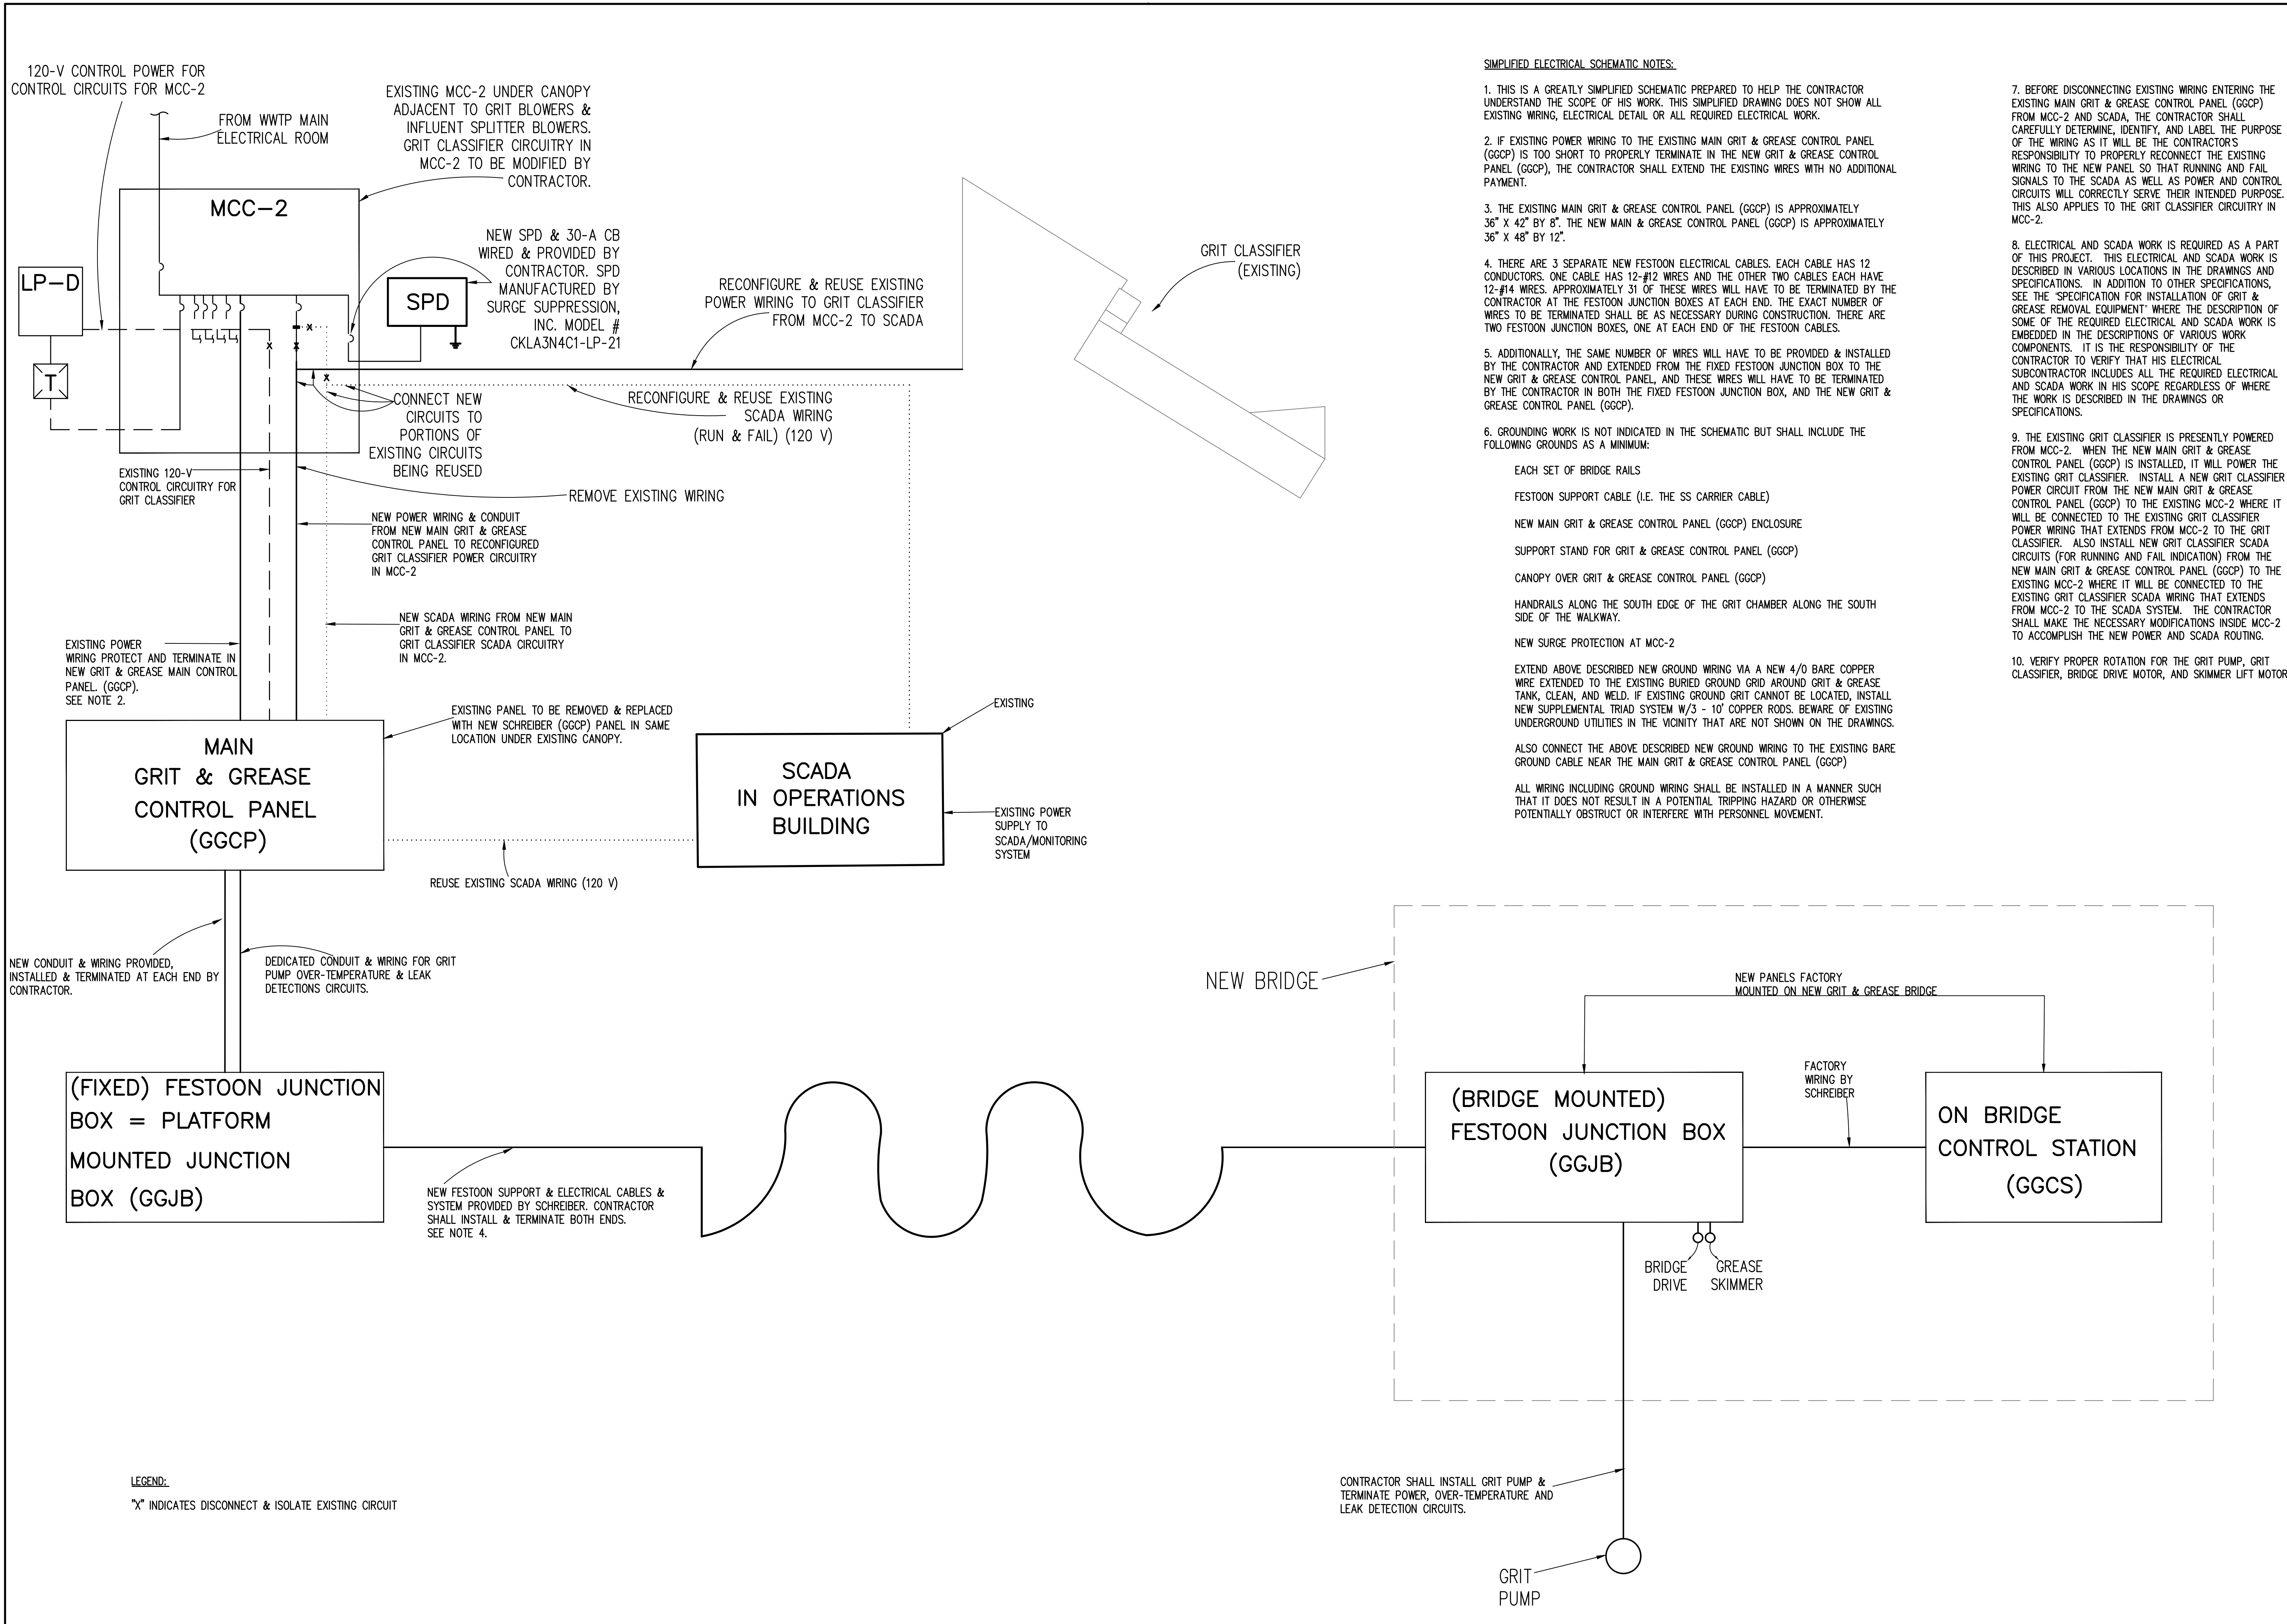 120-V CONTROL POWER FOR
CONTROL CIRCUITS FOR MCC-2
FROM WWTP MAIN
ELECTRICAL ROOM
EXISTING MCC-2 UNDER CANOPY
ADJACENT TO GRIT BLOWERS &
INFLUENT SPLITTER BLOWERS.
GRIT CLASSIFIER CIRCUITRY IN
MCC-2 TO BE MODIFIED BY
CONTRACTOR.
MCC-2
LP-D
T
NEW SPD & 30-A CB
WIRED & PROVIDED BY
CONTRACTOR. SPD
MANUFACTURED BY
SURGE SUPPRESSION,
INC. MODEL #
CKLA3N4C1-LP-21
SPD
X
X
X
X
RECONFIGURE & REUSE EXISTING
POWER WIRING TO GRIT CLASSIFIER
FROM MCC-2 TO SCADA
GRIT CLASSIFIER
(EXISTING)
CONNECT NEW
CIRCUITS TO
PORTIONS OF
EXISTING CIRCUITS
BEING REUSED
RECONFIGURE & REUSE EXISTING
SCADA WIRING
(RUN & FAIL) (120 V)
EXISTING 120-V
CONTROL CIRCUITRY FOR
GRIT CLASSIFIER
REMOVE EXISTING WIRING
NEW POWER WIRING & CONDUIT
FROM NEW MAIN GRIT & GREASE
CONTROL PANEL TO RECONFIGURED
GRIT CLASSIFIER POWER CIRCUITRY
IN MCC-2
NEW SCADA WIRING FROM NEW MAIN
GRIT & GREASE CONTROL PANEL TO
GRIT CLASSIFIER SCADA CIRCUITRY
IN MCC-2.
EXISTING POWER
WIRING PROTECT AND TERMINATE IN
NEW GRIT & GREASE MAIN CONTROL
PANEL. (GGCP).
SEE NOTE 2.
EXISTING PANEL TO BE REMOVED & REPLACED
WITH NEW SCHREIBER (GGCP) PANEL IN SAME
LOCATION UNDER EXISTING CANOPY.
MAIN
GRIT & GREASE
CONTROL PANEL
(GGCP)
EXISTING
SCADA
IN OPERATIONS
BUILDING
EXISTING POWER
SUPPLY TO
SCADA/MONITORING
SYSTEM
REUSE EXISTING SCADA WIRING (120 V)
NEW CONDUIT & WIRING PROVIDED,
INSTALLED & TERMINATED AT EACH END BY
CONTRACTOR.
DEDICATED CONDUIT & WIRING FOR GRIT
PUMP OVER-TEMPERATURE & LEAK
DETECTIONS CIRCUITS.
(FIXED) FESTOON JUNCTION
BOX = PLATFORM
MOUNTED JUNCTION
BOX (GGJB)
NEW FESTOON SUPPORT & ELECTRICAL CABLES &
SYSTEM PROVIDED BY SCHREIBER. CONTRACTOR
SHALL INSTALL & TERMINATE BOTH ENDS.
SEE NOTE 4.
NEW BRIDGE
NEW PANELS FACTORY
MOUNTED ON NEW GRIT & GREASE BRIDGE
(BRIDGE MOUNTED)
FESTOON JUNCTION BOX
(GGJB)
FACTORY
WIRING BY
SCHREIBER
ON BRIDGE
CONTROL STATION
(GGCS)
BRIDGE
DRIVE
GREASE
SKIMMER
CONTRACTOR SHALL INSTALL GRIT PUMP &
TERMINATE POWER, OVER-TEMPERATURE AND
LEAK DETECTION CIRCUITS.
GRIT
PUMP
LEGEND:
"X" INDICATES DISCONNECT & ISOLATE EXISTING CIRCUIT
SIMPLIFIED ELECTRICAL SCHEMATIC NOTES:
1. THIS IS A GREATLY SIMPLIFIED SCHEMATIC PREPARED TO HELP THE CONTRACTOR
UNDERSTAND THE SCOPE OF HIS WORK. THIS SIMPLIFIED DRAWING DOES NOT SHOW ALL
EXISTING WIRING, ELECTRICAL DETAIL OR ALL REQUIRED ELECTRICAL WORK.
2. IF EXISTING POWER WIRING TO THE EXISTING MAIN GRIT & GREASE CONTROL PANEL
(GGCP) IS TOO SHORT TO PROPERLY TERMINATE IN THE NEW GRIT & GREASE CONTROL
PANEL (GGCP), THE CONTRACTOR SHALL EXTEND THE EXISTING WIRES WITH NO ADDITIONAL
PAYMENT.
3. THE EXISTING MAIN GRIT & GREASE CONTROL PANEL (GGCP) IS APPROXIMATELY
36" X 42" BY 8". THE NEW MAIN & GREASE CONTROL PANEL (GGCP) IS APPROXIMATELY
36" X 48" BY 12".
4. THERE ARE 3 SEPARATE NEW FESTOON ELECTRICAL CABLES. EACH CABLE HAS 12
CONDUCTORS. ONE CABLE HAS 12-#12 WIRES AND THE OTHER TWO CABLES EACH HAVE
12-#14 WIRES. APPROXIMATELY 31 OF THESE WIRES WILL HAVE TO BE TERMINATED BY THE
CONTRACTOR AT THE FESTOON JUNCTION BOXES AT EACH END. THE EXACT NUMBER OF
WIRES TO BE TERMINATED SHALL BE AS NECESSARY DURING CONSTRUCTION. THERE ARE
TWO FESTOON JUNCTION BOXES, ONE AT EACH END OF THE FESTOON CABLES.
5. ADDITIONALLY, THE SAME NUMBER OF WIRES WILL HAVE TO BE PROVIDED & INSTALLED
BY THE CONTRACTOR AND EXTENDED FROM THE FIXED FESTOON JUNCTION BOX TO THE
NEW GRIT & GREASE CONTROL PANEL, AND THESE WIRES WILL HAVE TO BE TERMINATED
BY THE CONTRACTOR IN BOTH THE FIXED FESTOON JUNCTION BOX, AND THE NEW GRIT &
GREASE CONTROL PANEL (GGCP).
6. GROUNDING WORK IS NOT INDICATED IN THE SCHEMATIC BUT SHALL INCLUDE THE
FOLLOWING GROUNDS AS A MINIMUM:
EACH SET OF BRIDGE RAILS
FESTOON SUPPORT CABLE (I.E. THE SS CARRIER CABLE)
NEW MAIN GRIT & GREASE CONTROL PANEL (GGCP) ENCLOSURE
SUPPORT STAND FOR GRIT & GREASE CONTROL PANEL (GGCP)
CANOPY OVER GRIT & GREASE CONTROL PANEL (GGCP)
HANDRAILS ALONG THE SOUTH EDGE OF THE GRIT CHAMBER ALONG THE SOUTH
SIDE OF THE WALKWAY.
NEW SURGE PROTECTION AT MCC-2
EXTEND ABOVE DESCRIBED NEW GROUND WIRING VIA A NEW 4/0 BARE COPPER
WIRE EXTENDED TO THE EXISTING BURIED GROUND GRID AROUND GRIT & GREASE
TANK, CLEAN, AND WELD. IF EXISTING GROUND GRIT CANNOT BE LOCATED, INSTALL
NEW SUPPLEMENTAL TRIAD SYSTEM W/3 - 10' COPPER RODS. BEWARE OF EXISTING
UNDERGROUND UTILITIES IN THE VICINITY THAT ARE NOT SHOWN ON THE DRAWINGS.
ALSO CONNECT THE ABOVE DESCRIBED NEW GROUND WIRING TO THE EXISTING BARE
GROUND CABLE NEAR THE MAIN GRIT & GREASE CONTROL PANEL (GGCP)
ALL WIRING INCLUDING GROUND WIRING SHALL BE INSTALLED IN A MANNER SUCH
THAT IT DOES NOT RESULT IN A POTENTIAL TRIPPING HAZARD OR OTHERWISE
POTENTIALLY OBSTRUCT OR INTERFERE WITH PERSONNEL MOVEMENT.
7. BEFORE DISCONNECTING EXISTING WIRING ENTERING THE
EXISTING MAIN GRIT & GREASE CONTROL PANEL (GGCP)
FROM MCC-2 AND SCADA, THE CONTRACTOR SHALL
CAREFULLY DETERMINE, IDENTIFY, AND LABEL THE PURPOSE
OF THE WIRING AS IT WILL BE THE CONTRACTOR'S
RESPONSIBILITY TO PROPERLY RECONNECT THE EXISTING
WIRING TO THE NEW PANEL SO THAT RUNNING AND FAIL
SIGNALS TO THE SCADA AS WELL AS POWER AND CONTROL
CIRCUITS WILL CORRECTLY SERVE THEIR INTENDED PURPOSE.
THIS ALSO APPLIES TO THE GRIT CLASSIFIER CIRCUITRY IN
MCC-2.
8. ELECTRICAL AND SCADA WORK IS REQUIRED AS A PART
OF THIS PROJECT. THIS ELECTRICAL AND SCADA WORK IS
DESCRIBED IN VARIOUS LOCATIONS IN THE DRAWINGS AND
SPECIFICATIONS. IN ADDITION TO OTHER SPECIFICATIONS,
SEE THE "SPECIFICATION FOR INSTALLATION OF GRIT &
GREASE REMOVAL EQUIPMENT" WHERE THE DESCRIPTION OF
SOME OF THE REQUIRED ELECTRICAL AND SCADA WORK IS
EMBEDDED IN THE DESCRIPTIONS OF VARIOUS WORK
COMPONENTS. IT IS THE RESPONSIBILITY OF THE
CONTRACTOR TO VERIFY THAT HIS ELECTRICAL
SUBCONTRACTOR INCLUDES ALL THE REQUIRED ELECTRICAL
AND SCADA WORK IN HIS SCOPE REGARDLESS OF WHERE
THE WORK IS DESCRIBED IN THE DRAWINGS OR
SPECIFICATIONS.
9. THE EXISTING GRIT CLASSIFIER IS PRESENTLY POWERED
FROM MCC-2. WHEN THE NEW MAIN GRIT & GREASE
CONTROL PANEL (GGCP) IS INSTALLED, IT WILL POWER THE
EXISTING GRIT CLASSIFIER. INSTALL A NEW GRIT CLASSIFIER
POWER CIRCUIT FROM THE NEW MAIN GRIT & GREASE
CONTROL PANEL (GGCP) TO THE EXISTING MCC-2 WHERE IT
WILL BE CONNECTED TO THE EXISTING GRIT CLASSIFIER
POWER WIRING THAT EXTENDS FROM MCC-2 TO THE GRIT
CLASSIFIER. ALSO INSTALL NEW GRIT CLASSIFIER SCADA
CIRCUITS (FOR RUNNING AND FAIL INDICATION) FROM THE
NEW MAIN GRIT & GREASE CONTROL PANEL (GGCP) TO THE
EXISTING MCC-2 WHERE IT WILL BE CONNECTED TO THE
EXISTING GRIT CLASSIFIER SCADA WIRING THAT EXTENDS
FROM MCC-2 TO THE SCADA SYSTEM. THE CONTRACTOR
SHALL MAKE THE NECESSARY MODIFICATIONS INSIDE MCC-2
TO ACCOMPLISH THE NEW POWER AND SCADA ROUTING.
10. VERIFY PROPER ROTATION FOR THE GRIT PUMP, GRIT
CLASSIFIER, BRIDGE DRIVE MOTOR, AND SKIMMER LIFT MOTOR